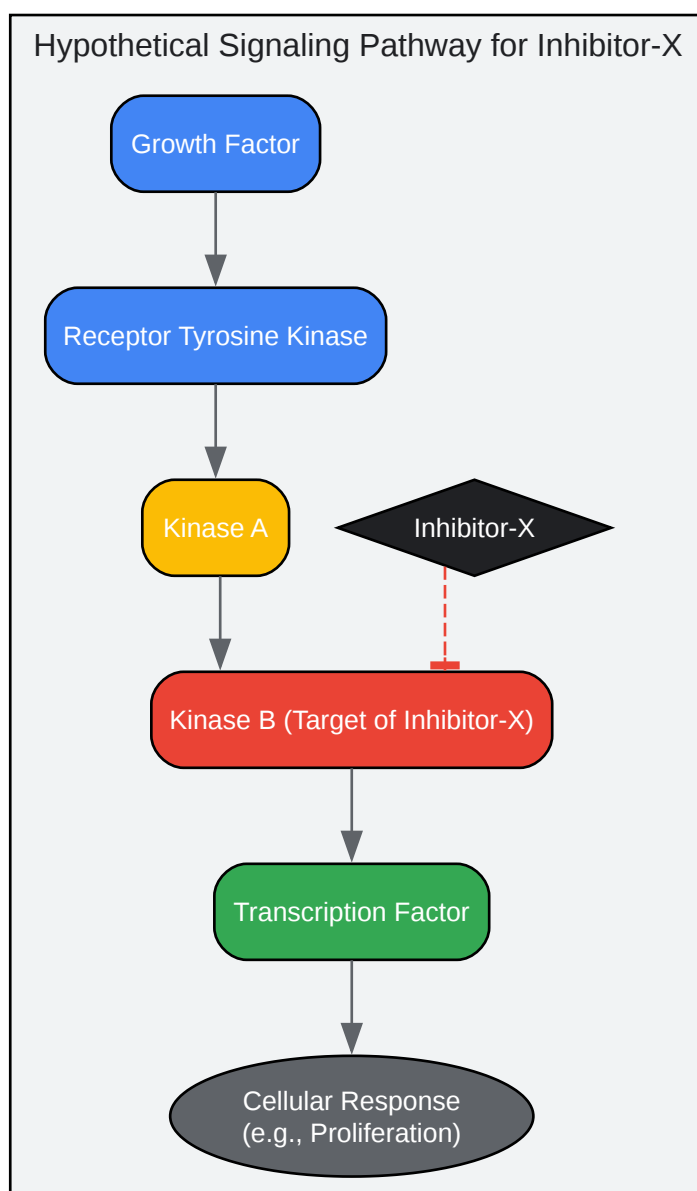 Hypothetical Signaling Pathway for Inhibitor-X
Growth Factor
Receptor Tyrosine Kinase
Kinase A
Inhibitor-X
Kinase B (Target of Inhibitor-X)
Transcription Factor
Cellular Response
(e.g., Proliferation)